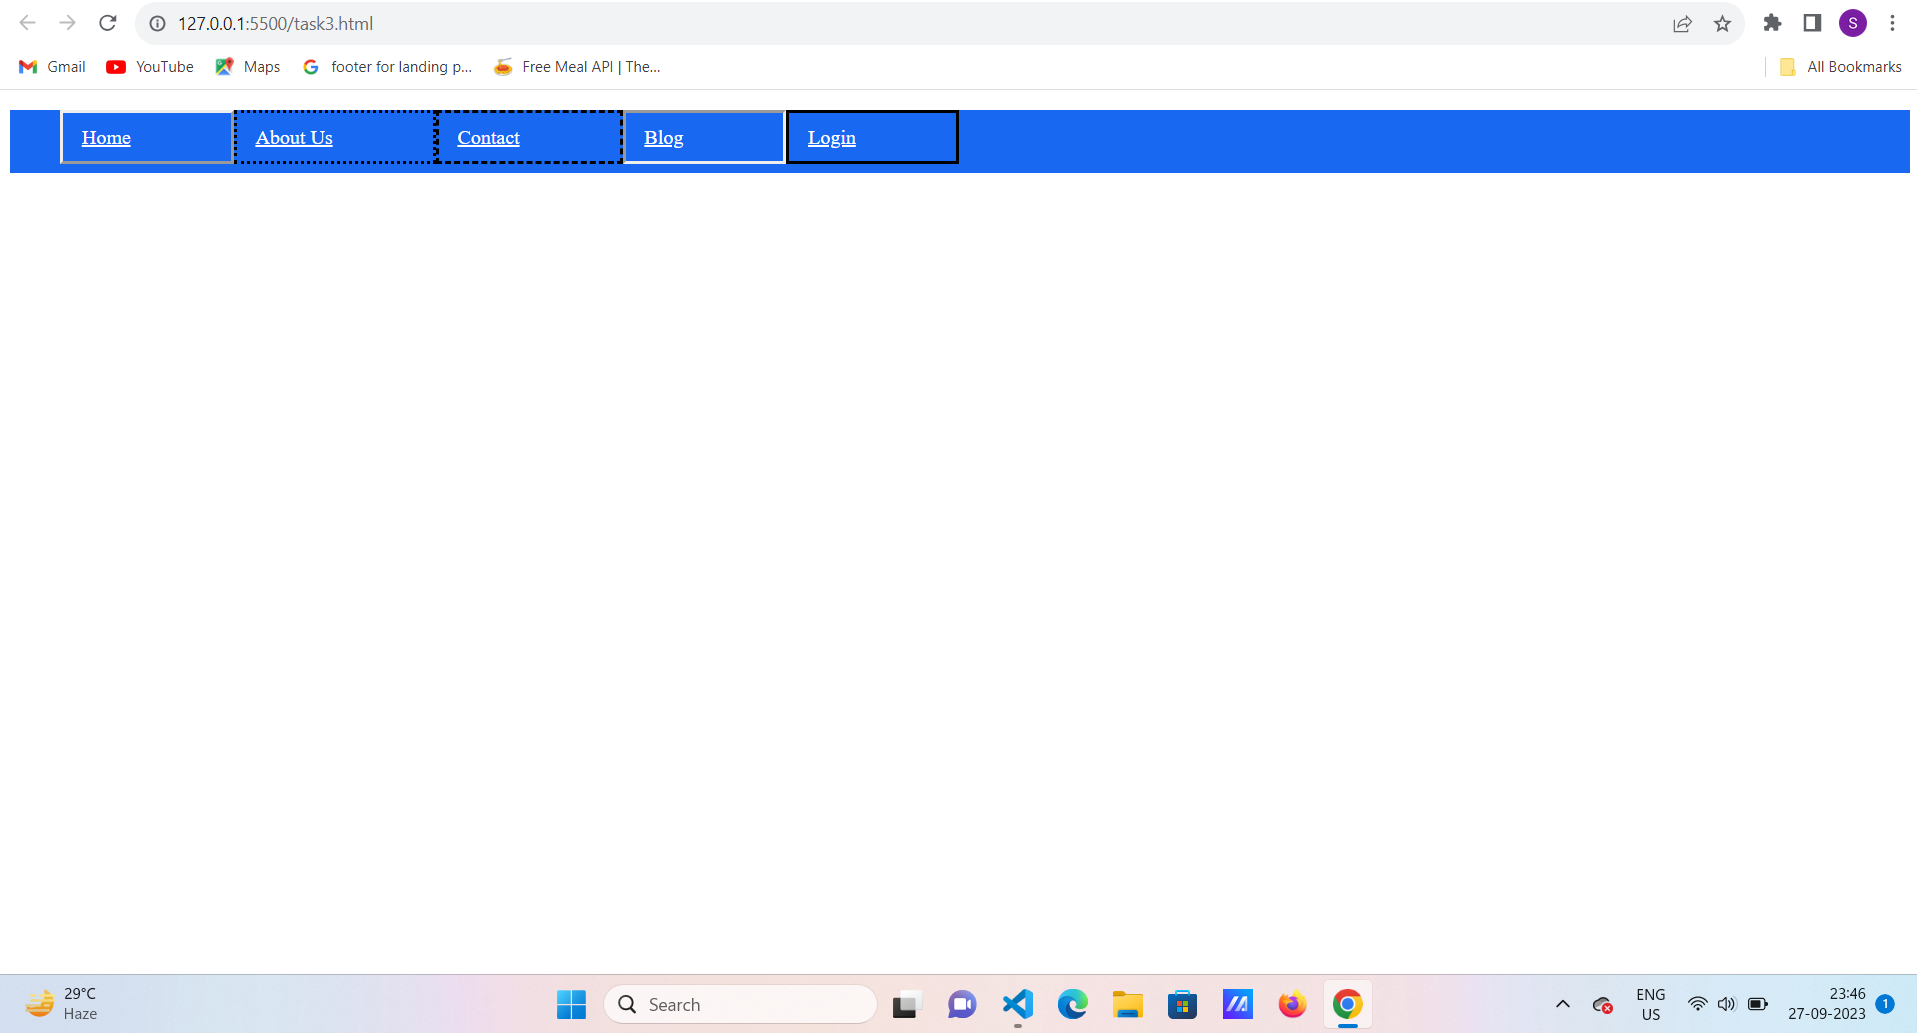 127.0.0.1:5500/task3.html
S
Gmail YouTube Maps footer for landing p... Free Meal API | The... All Bookmarks
Home About Us Contact Blog Login
29°C
Haze
Search
ENG
US
23:46
27-09-2023
1